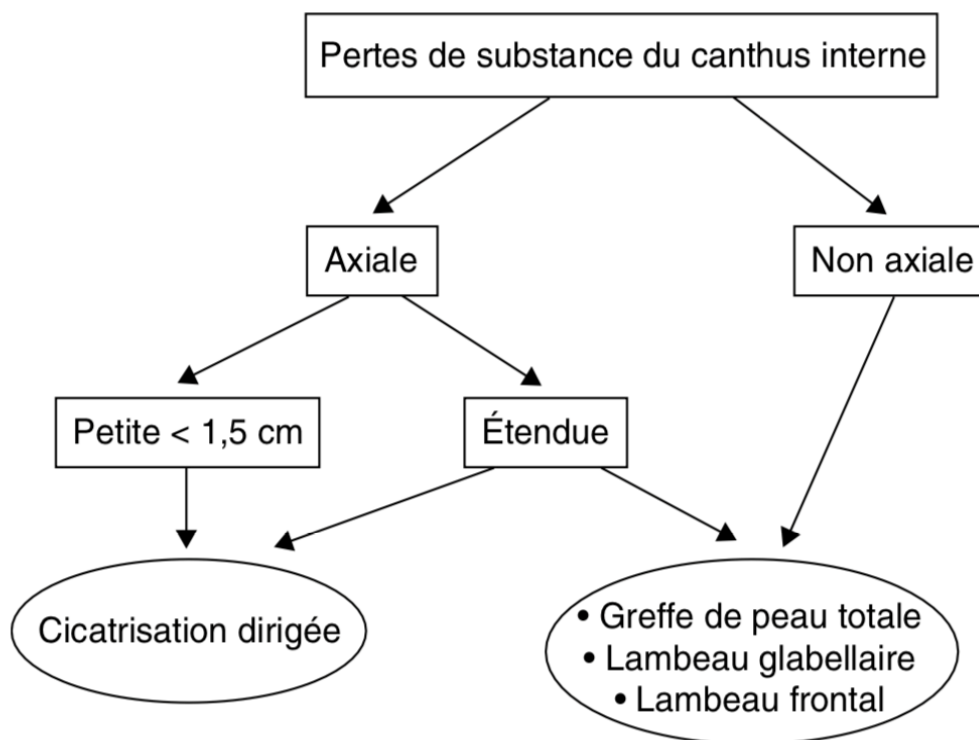 Pertes de substance du canthus interne
Axiale
Non axiale
Petite < 1,5 cm
Étendue
Cicatrisation dirigée
• Greffe de peau totale
• Lambeau glabellaire
• Lambeau frontal